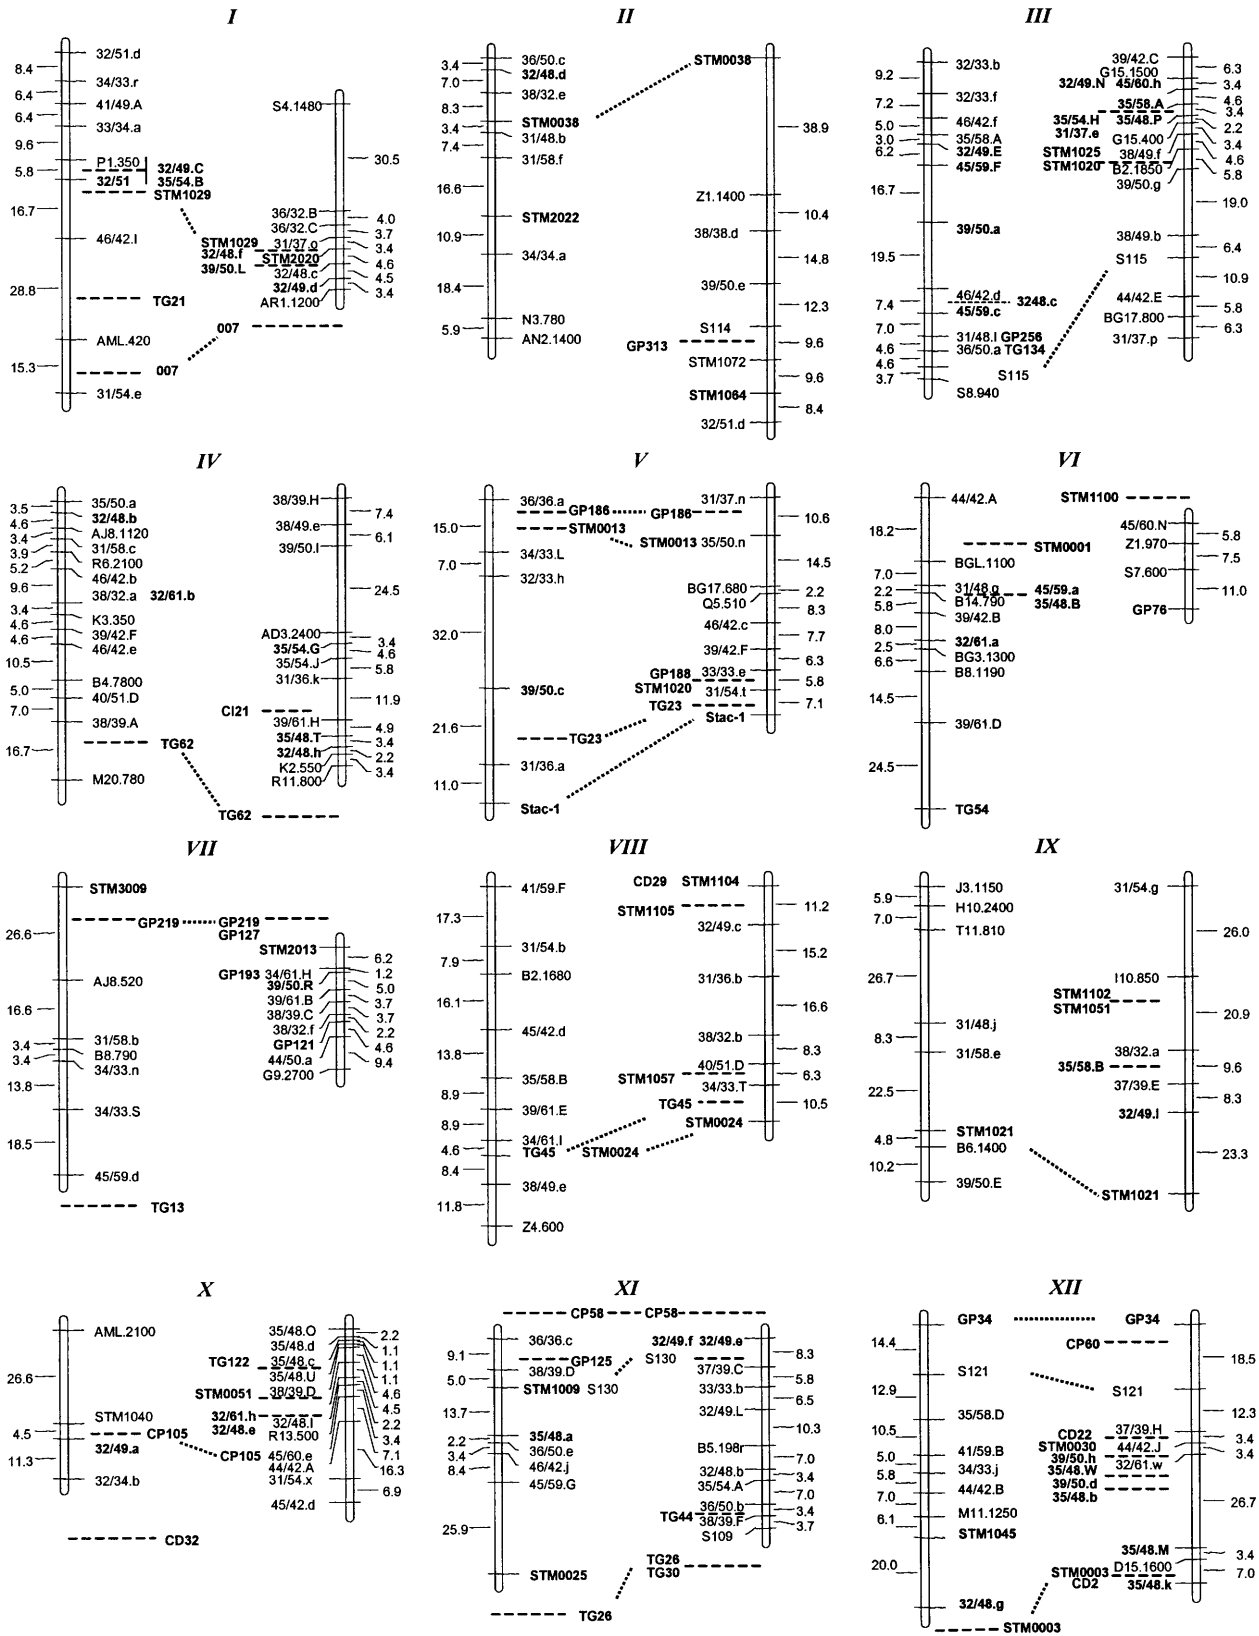 I
32/51.d
8.4
34/33.r
6.4
41/49.A
6.4
33/34.a
9.6
P1.350
5.8
32/51
32/49.C
35/54.B
STM1029
16.7
46/42.I
28.8
TG21
AML.420
15.3
007
31/54.e
S4.1480
30.5
36/32.B
4.0
36/32.C
3.7
STM1029
31/37.o
3.4
32/48.f
STM2020
4.6
39/50.L
32/48.c
4.5
32/49.d
3.4
AR1.1200
007
II
36/50.c
3.4
32/48.d
7.0
38/32.e
8.3
STM0038
3.4
31/48.b
7.4
31/58.f
16.6
STM2022
10.9
34/34.a
18.4
N3.780
5.9
AN2.1400
STM0038
38.9
Z1.1400
10.4
38/38.d
14.8
39/50.e
12.3
S114
GP313
9.6
STM1072
9.6
STM1064
8.4
32/51.d
III
32/33.b
9.2
32/33.f
7.2
46/42.f
5.0
35/58.A
3.0
32/49.E
6.2
45/59.F
16.7
39/50.a
19.5
46/42.d
3248.c
7.4
45/59.c
7.0
31/48.l GP256
4.6
36/50.a TG134
4.6
S115
3.7
S8.940
39/42.C
6.3
G15.1500
32/49.N 45/60.h
3.4
35/58.A
4.6
3.4
35/54.H 35/48.P
2.2
31/37.e
G15.400
3.4
STM1025 38/49.f
4.6
STM1020 B2.1850
5.8
39/50.g
19.0
38/49.b
6.4
S115
10.9
44/42.E
5.8
BG17.800
6.3
31/37.p
IV
35/50.a
3.5
32/48.b
4.6
AJ8.1120
3.4
31/58.c
3.9
R6.2100
5.2
46/42.b
9.6
38/32.a 32/61.b
3.4
K3.350
4.6
39/42.F
4.6
46/42.e
10.5
B4.7800
5.0
40/51.D
7.0
38/39.A
TG62
16.7
M20.780
38/39.H
7.4
38/49.e
6.1
39/50.l
24.5
AD3.2400
3.4
35/54.G
4.6
35/54.J
5.8
31/36.k
11.9
CI21
39/61.H
4.9
35/48.T
3.4
32/48.h
2.2
K2.550
3.4
R11.800
TG62
V
36/36.a
GP186
15.0
STM0013
34/33.L
7.0
32/33.h
32.0
39/50.c
21.6
TG23
31/36.a
11.0
Stac-1
31/37.n
GP186
10.6
STM0013 35/50.n
14.5
BG17.680
2.2
Q5.510
8.3
46/42.c
7.7
39/42.F
6.3
GP188 33/33.e
5.8
STM1020 31/54.t
7.1
TG23
Stac-1
VI
44/42.A
18.2
STM0001
BGL.1100
7.0
31/48.g
45/59.a
2.2
B14.790
35/48.B
5.8
39/42.B
8.0
32/61.a
2.5
BG3.1300
6.6
B8.1190
14.5
39/61.D
24.5
TG54
STM1100
45/60.N
5.8
Z1.970
7.5
S7.600
11.0
GP76
VII
STM3009
GP219
26.6
AJ8.520
16.6
31/58.b
3.4
B8.790
3.4
34/33.n
13.8
34/33.S
18.5
45/59.d
TG13
GP219
GP127
STM2013
6.2
GP193 34/61.H
1.2
39/50.R
5.0
39/61.B
3.7
38/39.C
3.7
38/32.f
2.2
GP121
4.6
44/50.a
9.4
G9.2700
VIII
41/59.F
17.3
31/54.b
7.9
B2.1680
16.1
45/42.d
13.8
35/58.B
8.9
39/61.E
8.9
34/61.I
4.6
TG45
8.4
38/49.e
11.8
Z4.600
CD29 STM1104
STM1105
11.2
32/49.c
15.2
31/36.b
16.6
38/32.b
8.3
40/51.D
STM1057
6.3
34/33.T
TG45
10.5
STM0024
STM0024
IX
J3.1150
5.9
H10.2400
7.0
T11.810
26.7
31/48.j
8.3
31/58.e
22.5
STM1021
4.8
B6.1400
10.2
39/50.E
31/54.g
26.0
I10.850
STM1102
STM1051
20.9
38/32.a
35/58.B
9.6
37/39.E
8.3
32/49.l
23.3
STM1021
X
AML.2100
26.6
STM1040
4.5
CP105
32/49.a
11.3
32/34.b
CD32
35/48.O
2.2
35/48.d
1.1
TG122 35/48.c
1.1
35/48.U
1.1
STM0051 38/39.D
4.6
4.5
32/61.h
32/48.l
2.2
32/48.e
R13.500
3.4
CP105 45/60.e
7.1
44/42.A
16.3
31/54.x
6.9
45/42.d
XI
CP58
36/36.c
9.1
GP125
38/39.D
5.0
STM1009 S130
13.7
35/48.a
2.2
36/50.e
3.4
46/42.j
8.4
45/59.G
25.9
STM0025
TG26
CP58
32/49.f 32/49.e
8.3
S130
37/39.C
5.8
33/33.b
6.5
32/49.L
10.3
B5.198r
7.0
32/48.b
3.4
35/54.A
7.0
36/50.b
3.4
TG44
38/39.F
3.7
S109
TG26
TG30
XII
GP34
14.4
S121
12.9
35/58.D
10.5
41/59.B
5.0
34/33.j
5.8
44/42.B
7.0
M11.1250
6.1
STM1045
20.0
32/48.g
STM0003
GP34
CP60
18.5
S121
12.3
37/39.H
CD22
3.4
STM0030 44/42.J
3.4
39/50.h
32/61.w
35/48.W
39/50.d
35/48.b
26.7
35/48.M
3.4
STM0003 D15.1600
7.0
CD2 35/48.k